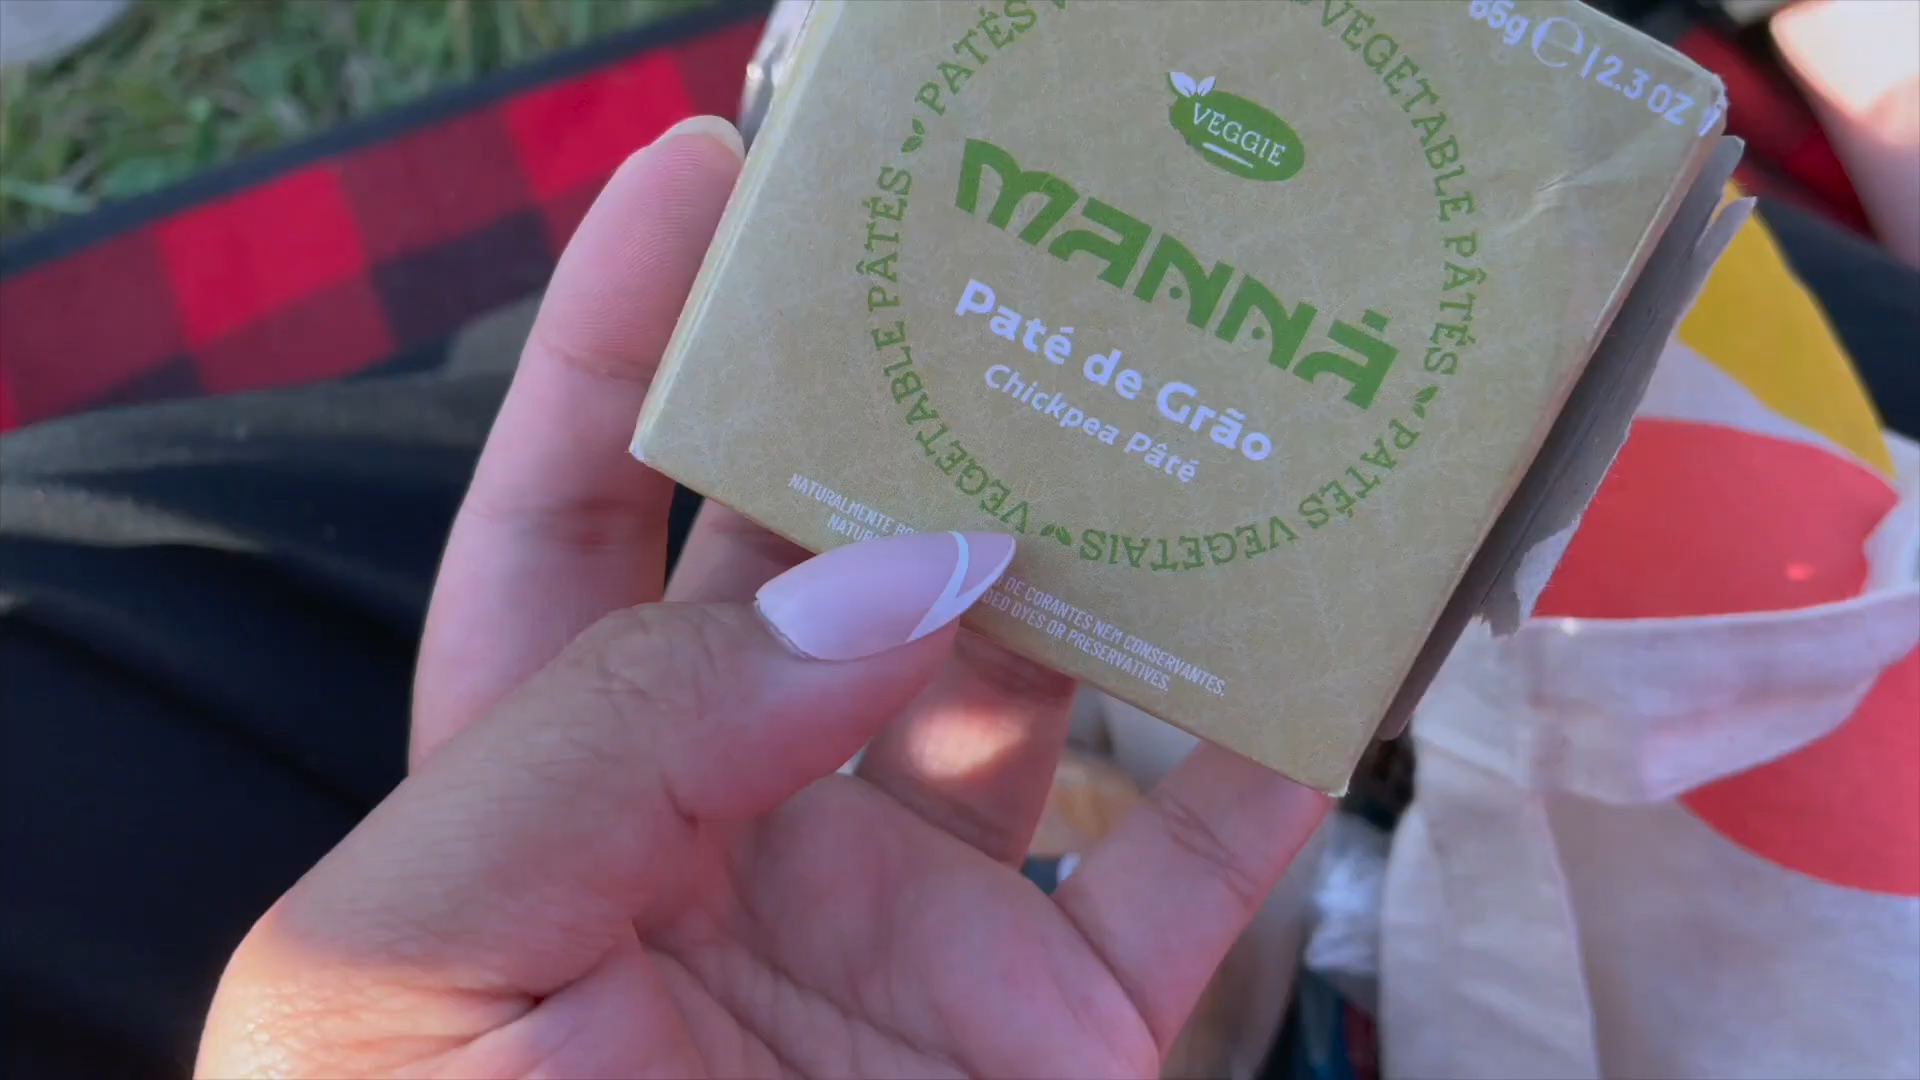 65g ℮ | 2.3 OZ
VEGGIE
MANNÁ
Paté de Grão
Chickpea Pâté
PATÉS VEGETAIS
VEGETABLE PÂTÉS
PATÉS
VEGETABLE PÂTÉS
NATURALMENTE
DE CORANTES NEM CONSERVANTES.
DYES OR PRESERVATIVES.